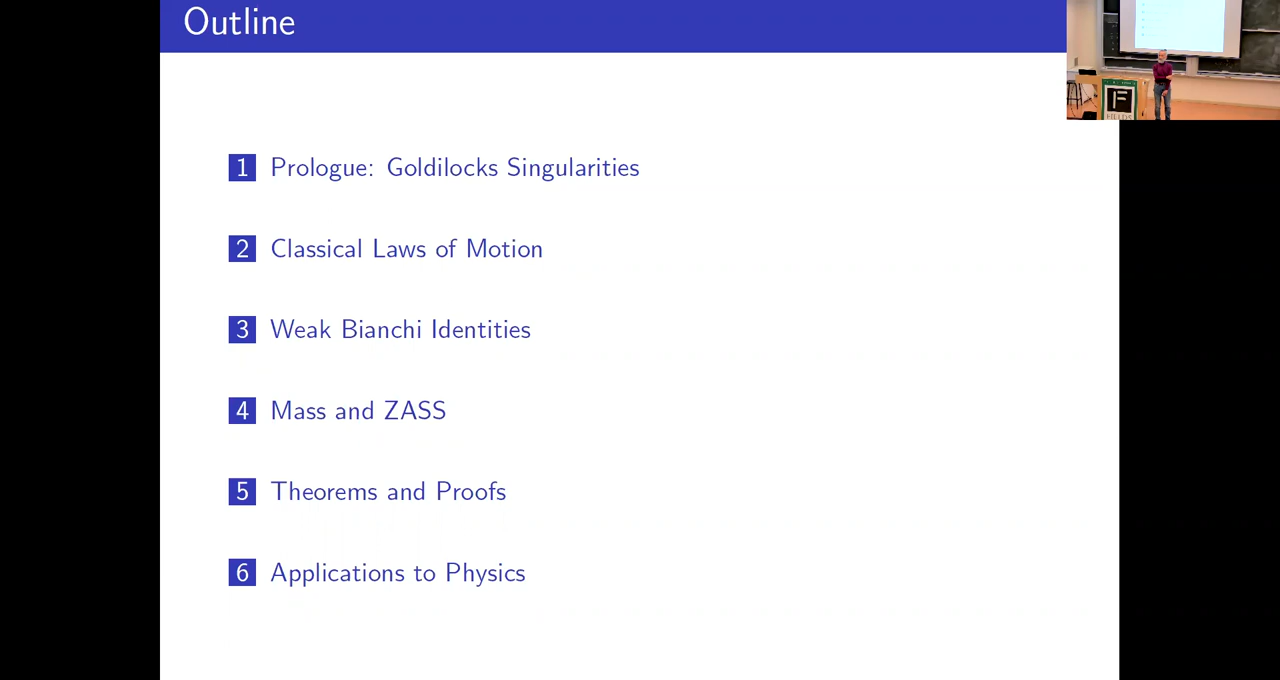 Outline
1 Prologue: Goldilocks Singularities
2 Classical Laws of Motion
3 Weak Bianchi Identities
4 Mass and ZASS
5 Theorems and Proofs
6 Applications to Physics
FIELDS